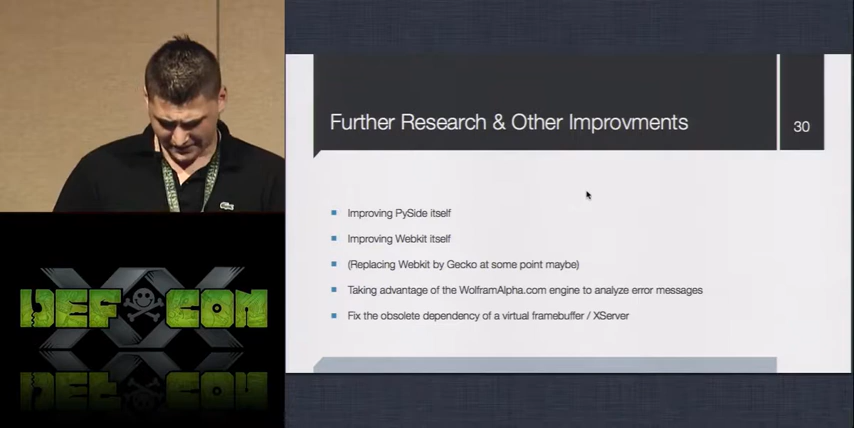 Further Research & Other Improvments
30
Improving PySide itself
Improving Webkit itself
(Replacing Webkit by Gecko at some point maybe)
Taking advantage of the WolframAlpha.com engine to analyze error messages
Fix the obsolete dependency of a virtual framebuffer / XServer
DEFCON
XX